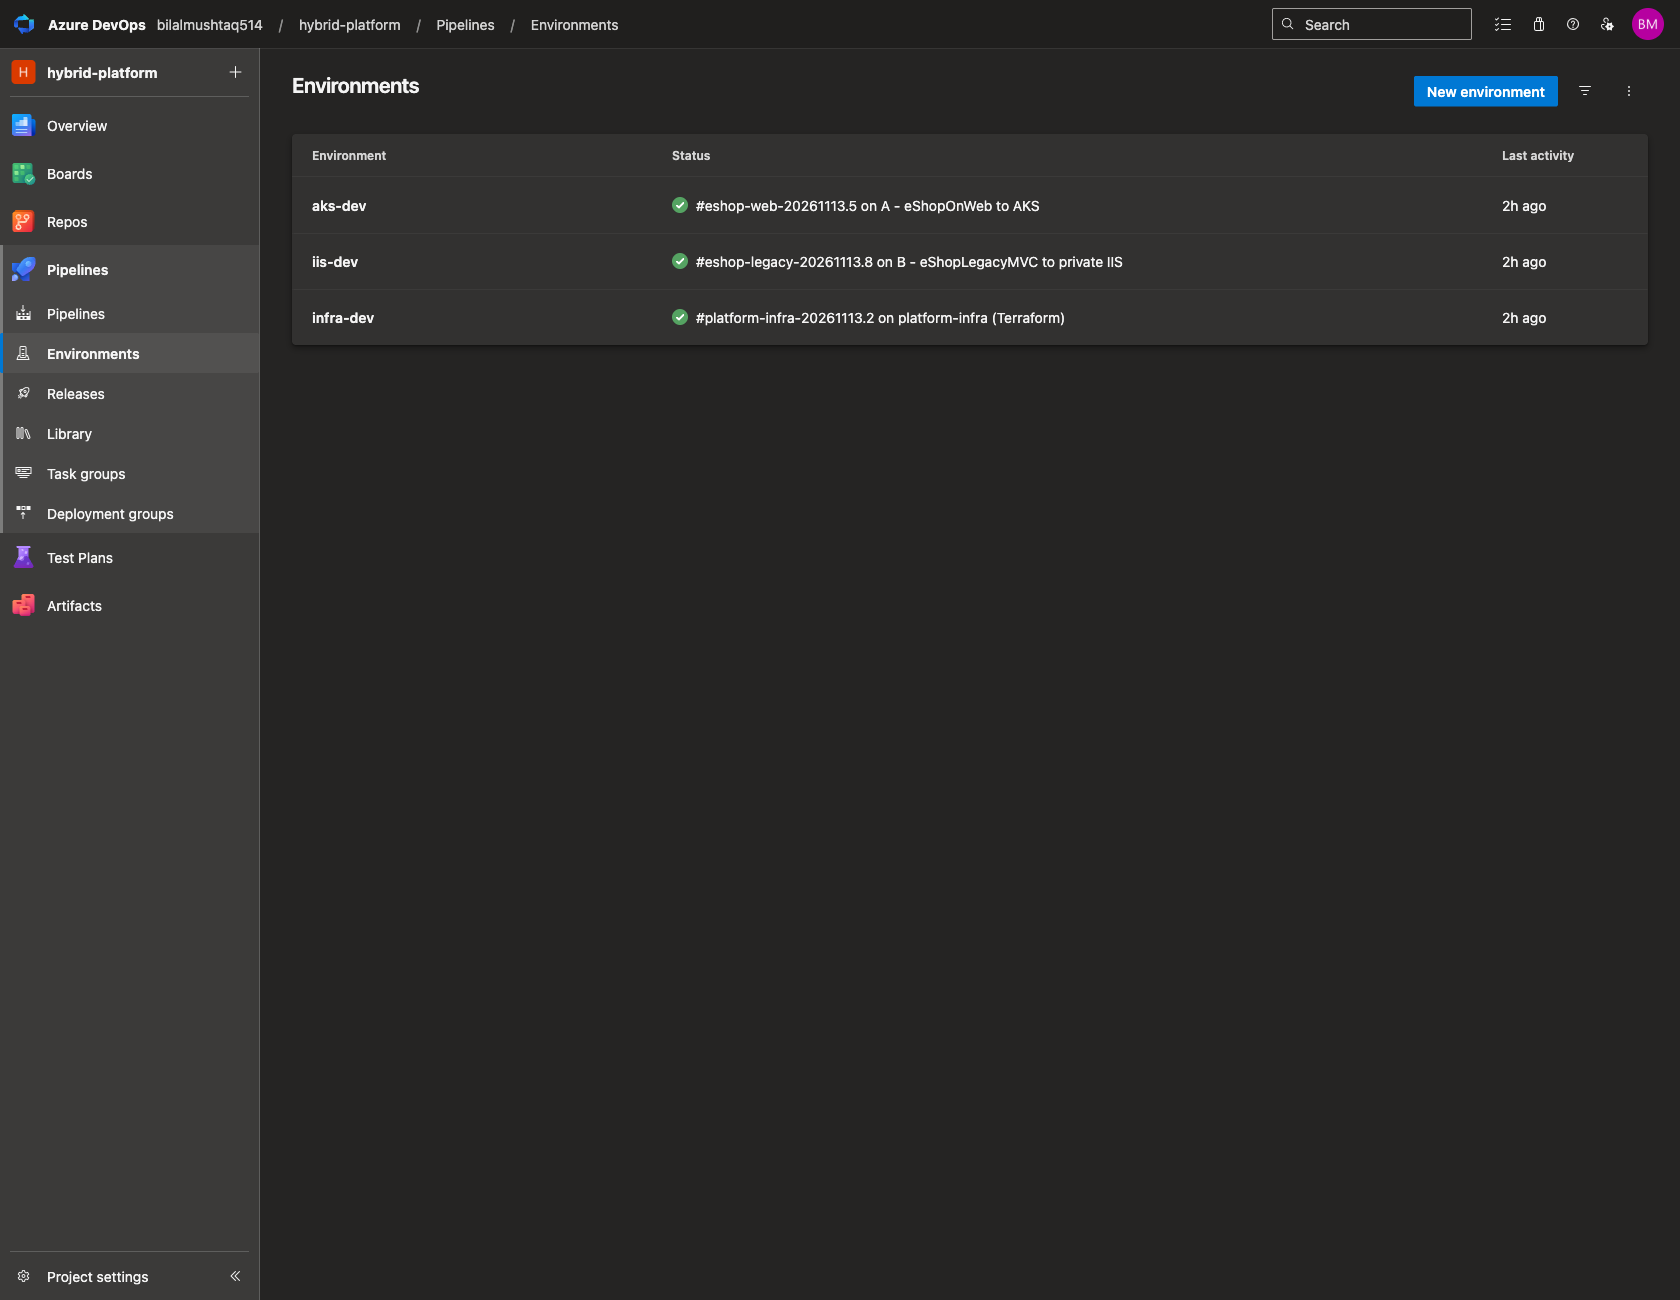 Azure DevOps bilalmushtaq514 / hybrid-platform / Pipelines / Environments
Search
BM
H hybrid-platform
Overview
Boards
Repos
Pipelines
Pipelines
Environments
Releases
Library
Task groups
Deployment groups
Test Plans
Artifacts
Project settings
Environments
New environment
Environment Status Last activity
aks-dev #eshop-web-20261113.5 on A - eShopOnWeb to AKS 2h ago
iis-dev #eshop-legacy-20261113.8 on B - eShopLegacyMVC to private IIS 2h ago
infra-dev #platform-infra-20261113.2 on platform-infra (Terraform) 2h ago